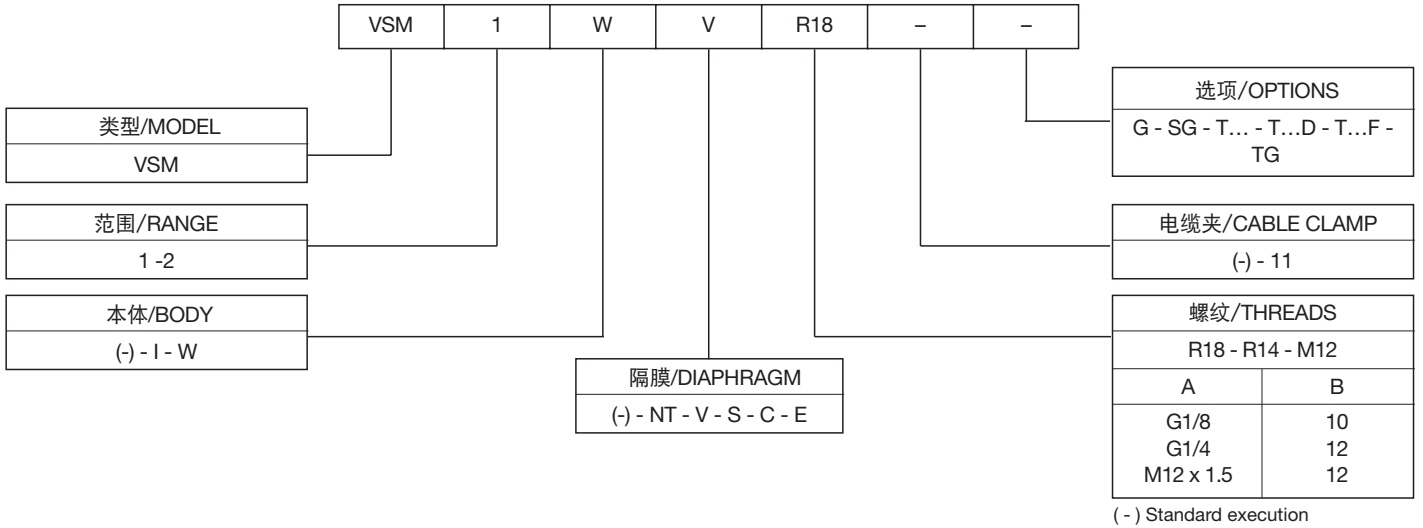 VSM 1 W V R18 – –
类型/MODEL
VSM
范围/RANGE
1 -2
本体/BODY
(-) - I - W
隔膜/DIAPHRAGM
(-) - NT - V - S - C - E
选项/OPTIONS
G - SG - T... - T...D - T...F -
TG
电缆夹/CABLE CLAMP
(-) - 11
螺纹/THREADS
R18 - R14 - M12
A B
G1/8 10
G1/4 12
M12 x 1.5 12
( - ) Standard execution